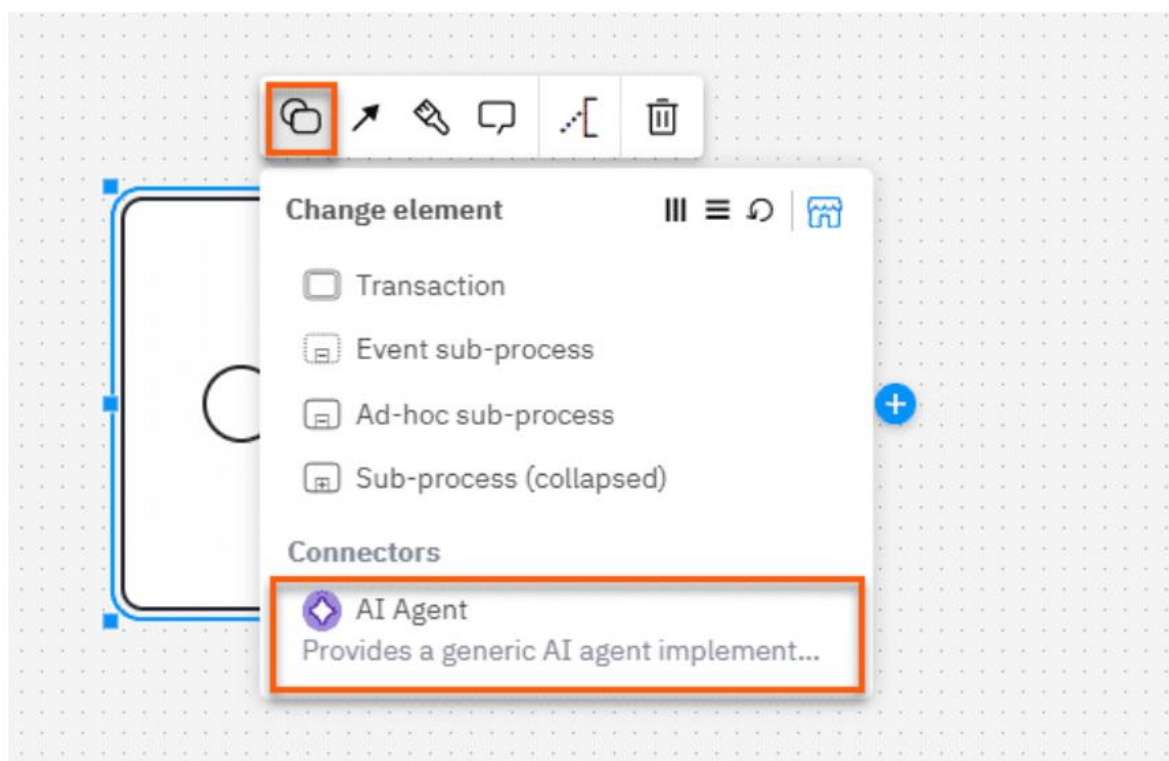 Change element
Transaction
Event sub-process
Ad-hoc sub-process
Sub-process (collapsed)
Connectors
AI Agent
Provides a generic AI agent implement...